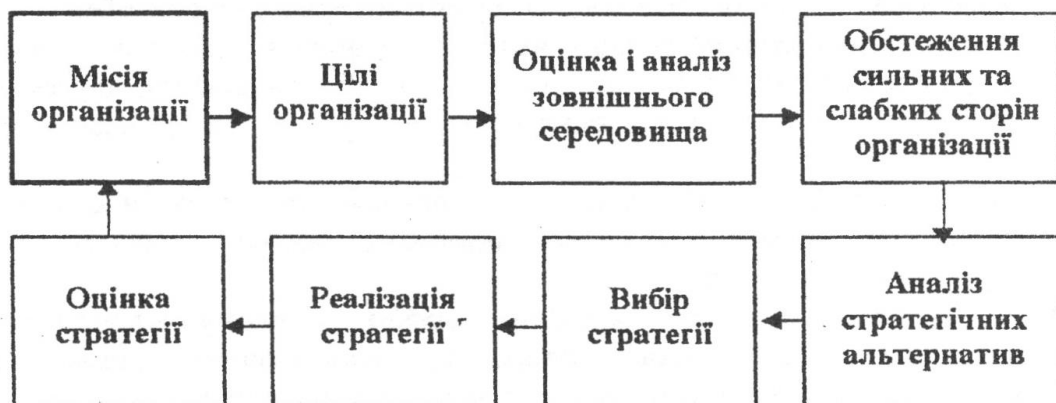 Місія
організації
Цілі
організації
Оцінка і аналіз
зовнішнього
середовища
Обстеження
сильних та
слабких сторін
організації
Оцінка
стратегії
Реалізація
стратегії
Вибір
стратегії
Аналіз
стратегічних
альтернатив